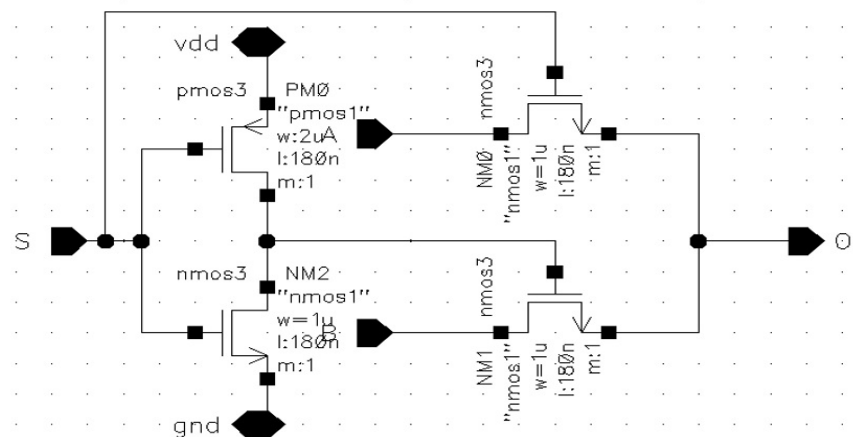 vdd
pmos3 PM0
"pmos1"
w:2u
l:180n
m:1
A
nmos3
NM0
"nmos1"
w=1u
l:180n
m:1
S
O
nmos3 NM2
"nmos1"
w=1u
l:180n
m:1
B
nmos3
NM1
"nmos1"
w=1u
l:180n
m:1
gnd